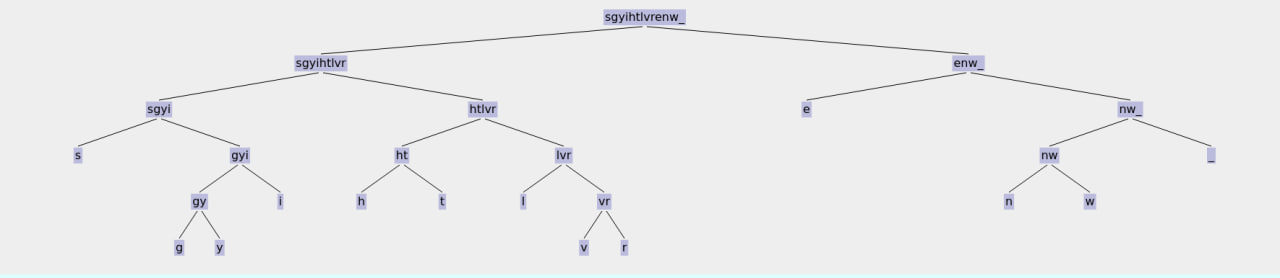 sgyihtlvrenw_
sgyihtlvr enw_
sgyi htlvr e nw_
s gyi ht lvr nw _
gy i h t l vr n w
g y v r